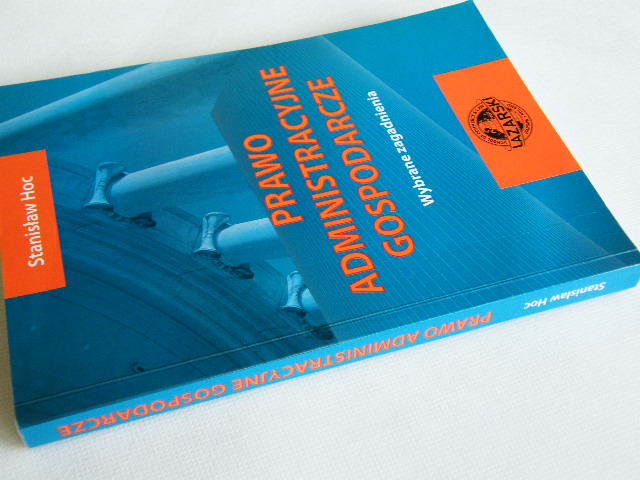 Stanisław Hoc
PRAWO
ADMINISTRACYJNE
GOSPODARCZE
Wybrane zagadnienia
ŁAZARSKI
Stanisław Hoc
PRAWO ADMINISTRACYJNE GOSPODARCZE